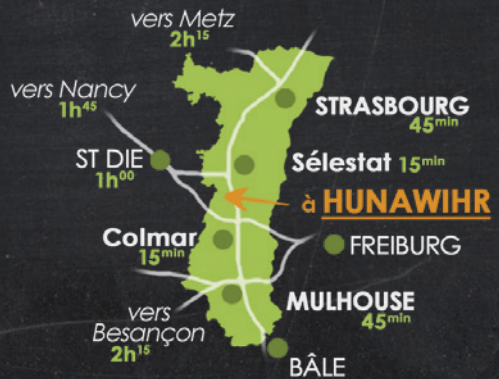 vers Metz
2h15
vers Nancy
1h45
STRASBOURG
45min
ST DIE
1h00
Sélestat 15min
à HUNAWIHR
Colmar
15min
FREIBURG
MULHOUSE
45min
vers
Besançon
2h15
BÂLE